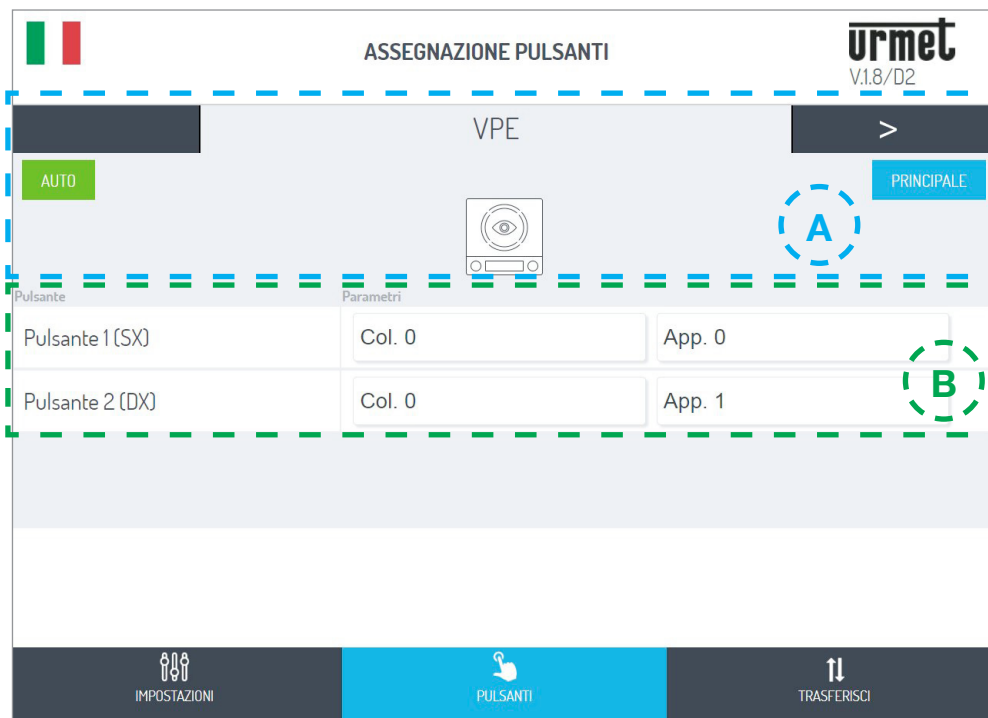 ASSEGNAZIONE PULSANTI
urmet
V.1.8/D2
VPE >
AUTO PRINCIPALE
A
Pulsante Parametri
Pulsante 1 (SX) Col. 0 App. 0
B
Pulsante 2 (DX) Col. 0 App. 1
IMPOSTAZIONI PULSANTI TRASFERISCI